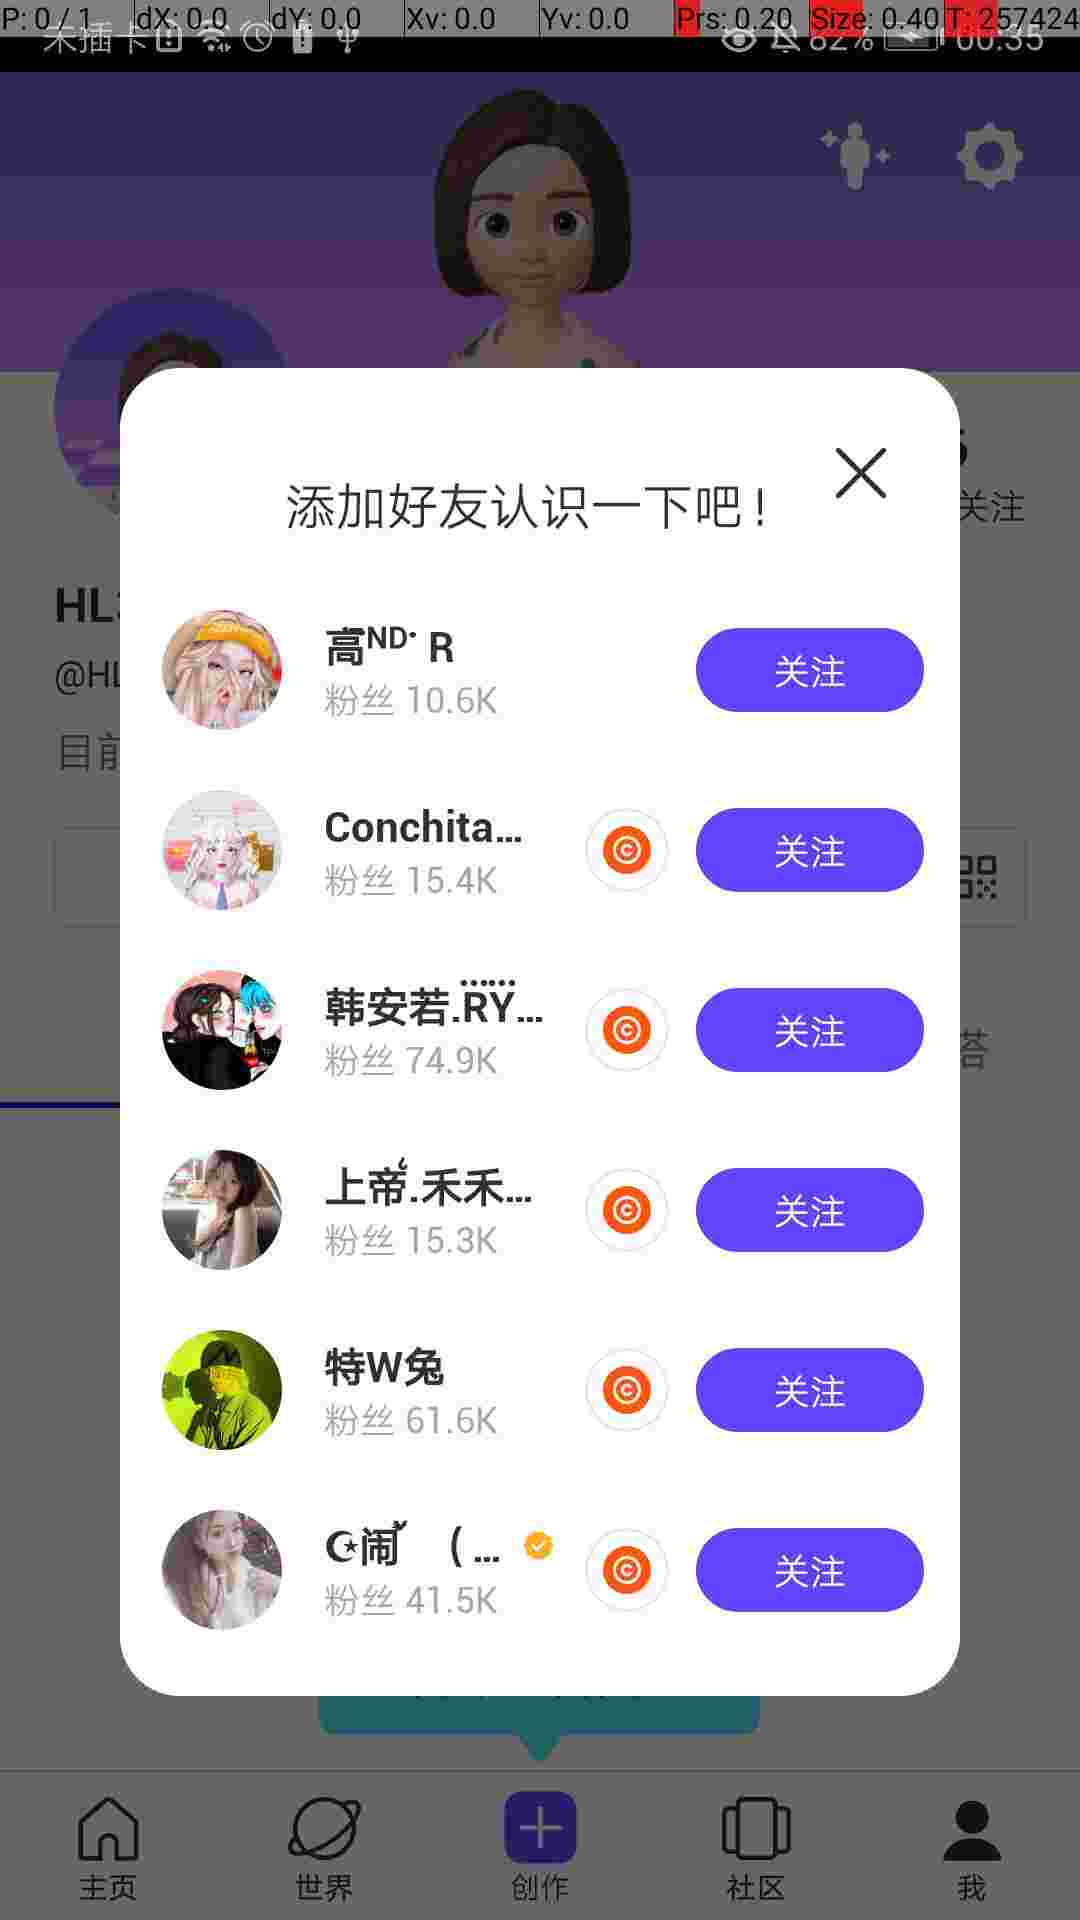 P: 0 / 1 dX: 0.0 dY: 0.0 Xv: 0.0 Yv: 0.0 Prs: 0.20 Size: 0.40 T: 257424
未插卡 82% 00:35
关注
添加好友认识一下吧!
HL
@HL
目前
高ᴺᴰ· R
粉丝 10.6K
关注
Conchita...
粉丝 15.4K
关注
韩安若.RY...
粉丝 74.9K
关注
答
上帝.禾禾...
粉丝 15.3K
关注
特W兔
粉丝 61.6K
关注
☪闹 ( ...
粉丝 41.5K
关注
主页 世界 创作 社区 我